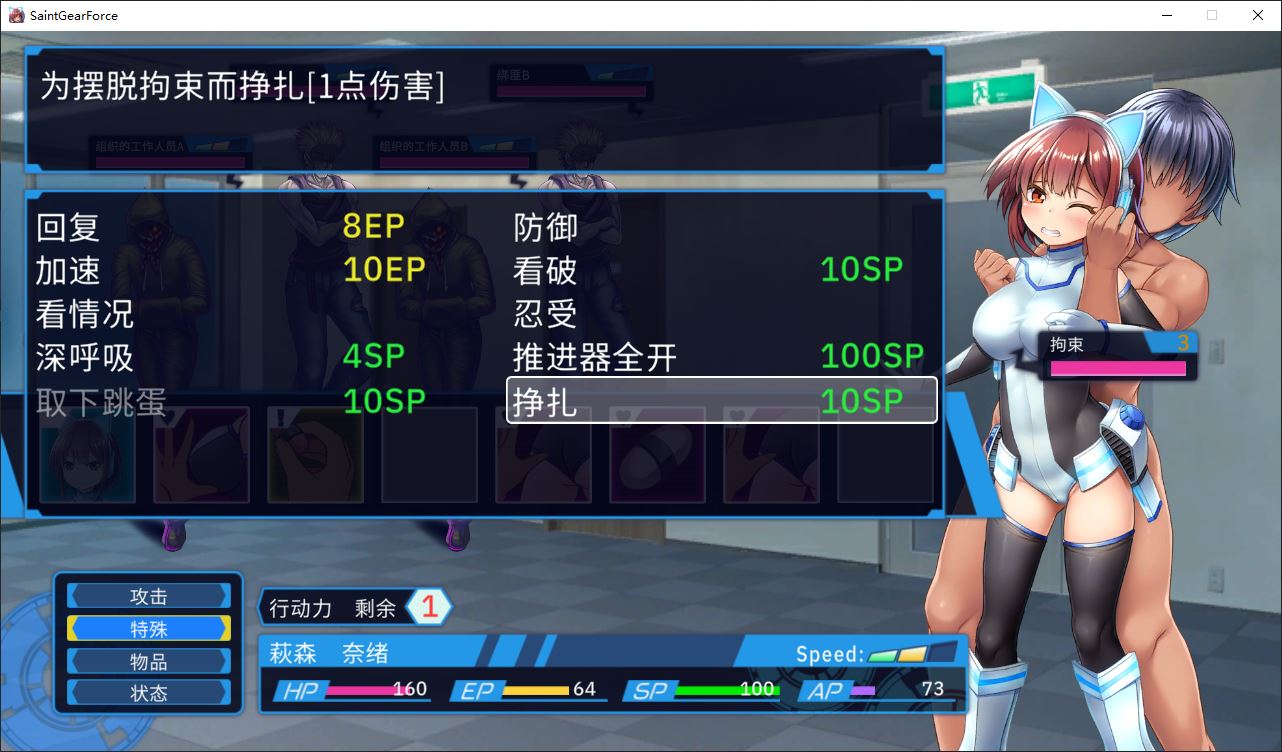 SaintGearForce
为摆脱拘束而挣扎[1点伤害]
绑匪B
组织的工作人员A
组织的工作人员B
回复 8EP 防御
加速 10EP 看破 10SP
看情况 忍受
深呼吸 4SP 推进器全开 100SP
取下跳蛋 10SP 挣扎 10SP
拘束 3
攻击
特殊
物品
状态
行动力 剩余 1
萩森 奈绪 Speed:
HP 160 EP 64 SP 100 AP 73